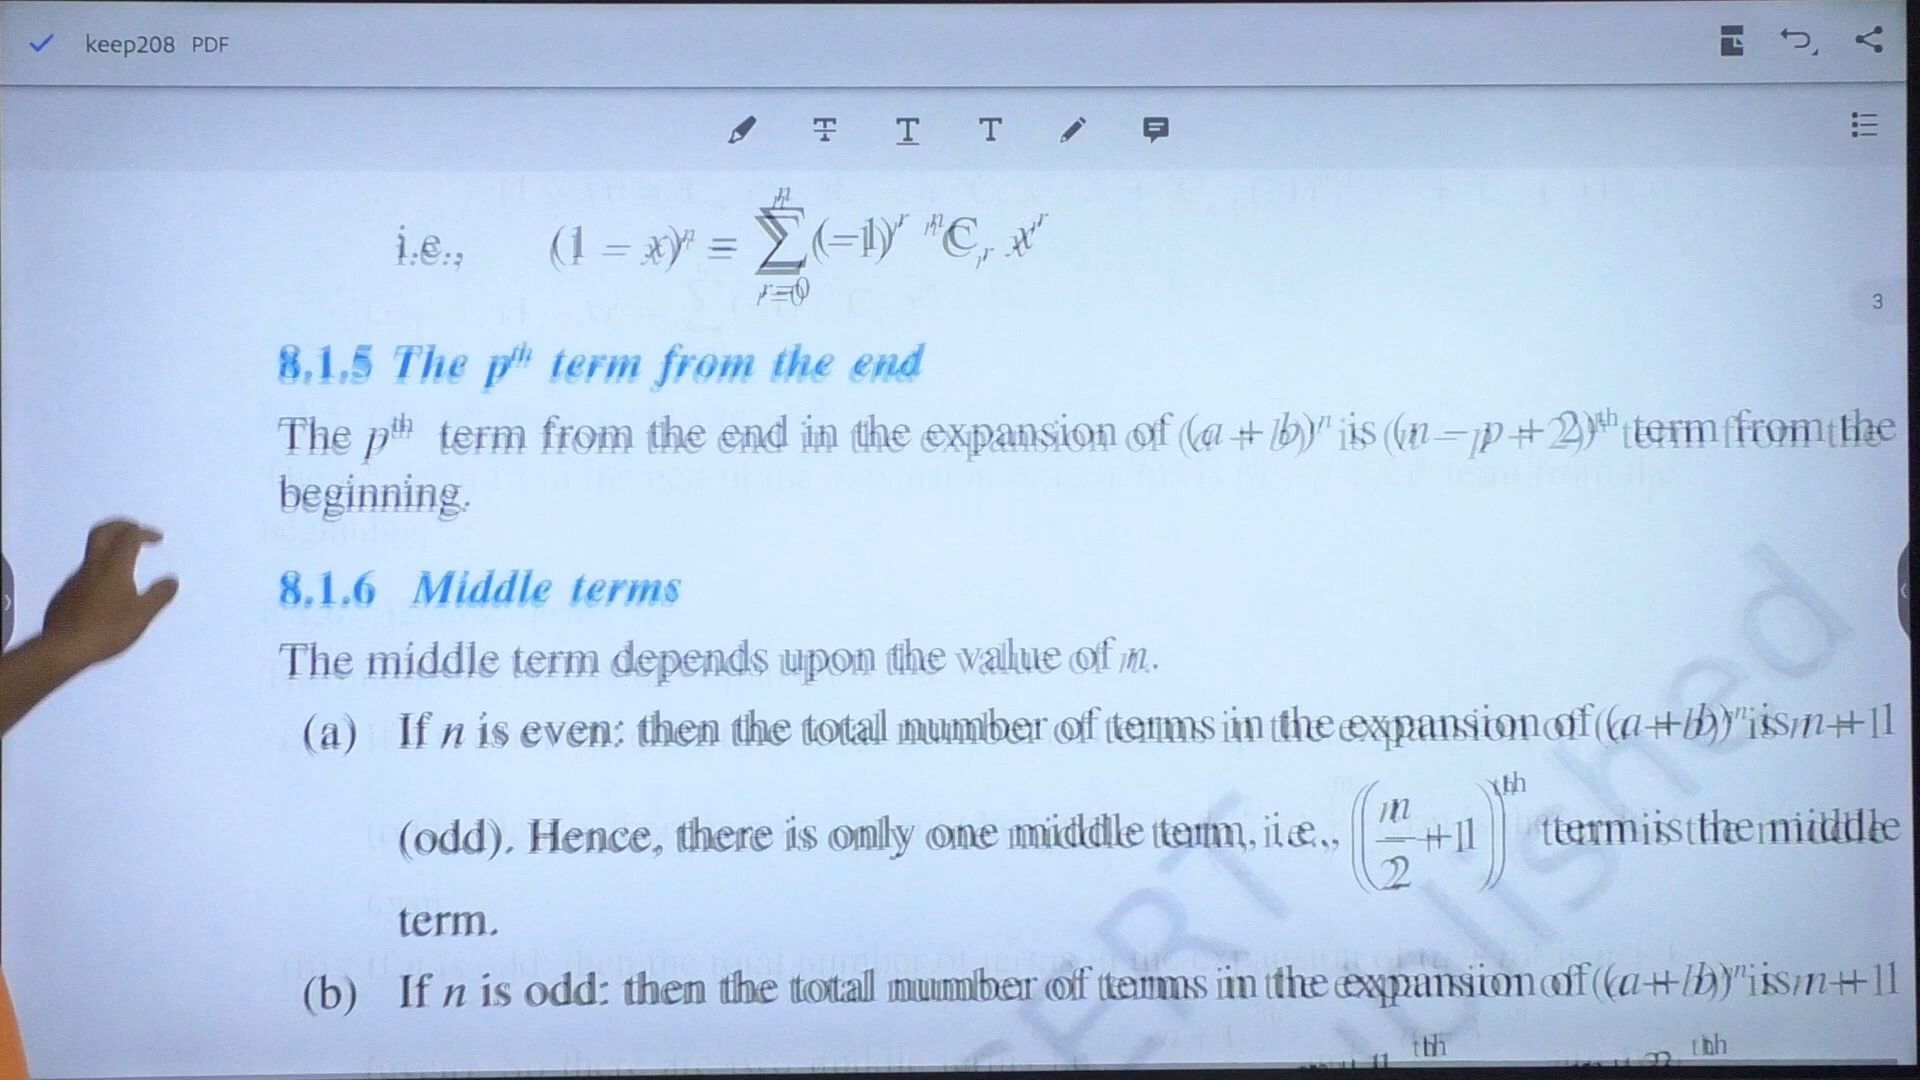 keep208 PDF
3
i.e., (1 – x)ⁿ = ∑ⁿᵣ₌₀ (–1)ʳ ⁿCᵣ xʳ
8.1.5 The pᵗʰ term from the end
The pᵗʰ term from the end in the expansion of (a + b)ⁿ is (n – p + 2)ᵗʰ term from the
beginning.
8.1.6 Middle terms
The middle term depends upon the value of n.
(a) If n is even: then the total number of terms in the expansion of (a + b)ⁿ is n + 1
(odd). Hence, there is only one middle term, i.e., (n/2 + 1)ᵗʰ term is the middle
term.
(b) If n is odd: then the total number of terms in the expansion of (a + b)ⁿ is n + 1
th th